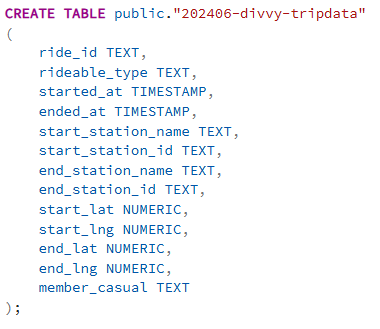 CREATE TABLE public."202406-divvy-tripdata"
(
    ride_id TEXT,
    rideable_type TEXT,
    started_at TIMESTAMP,
    ended_at TIMESTAMP,
    start_station_name TEXT,
    start_station_id TEXT,
    end_station_name TEXT,
    end_station_id TEXT,
    start_lat NUMERIC,
    start_lng NUMERIC,
    end_lat NUMERIC,
    end_lng NUMERIC,
    member_casual TEXT
);